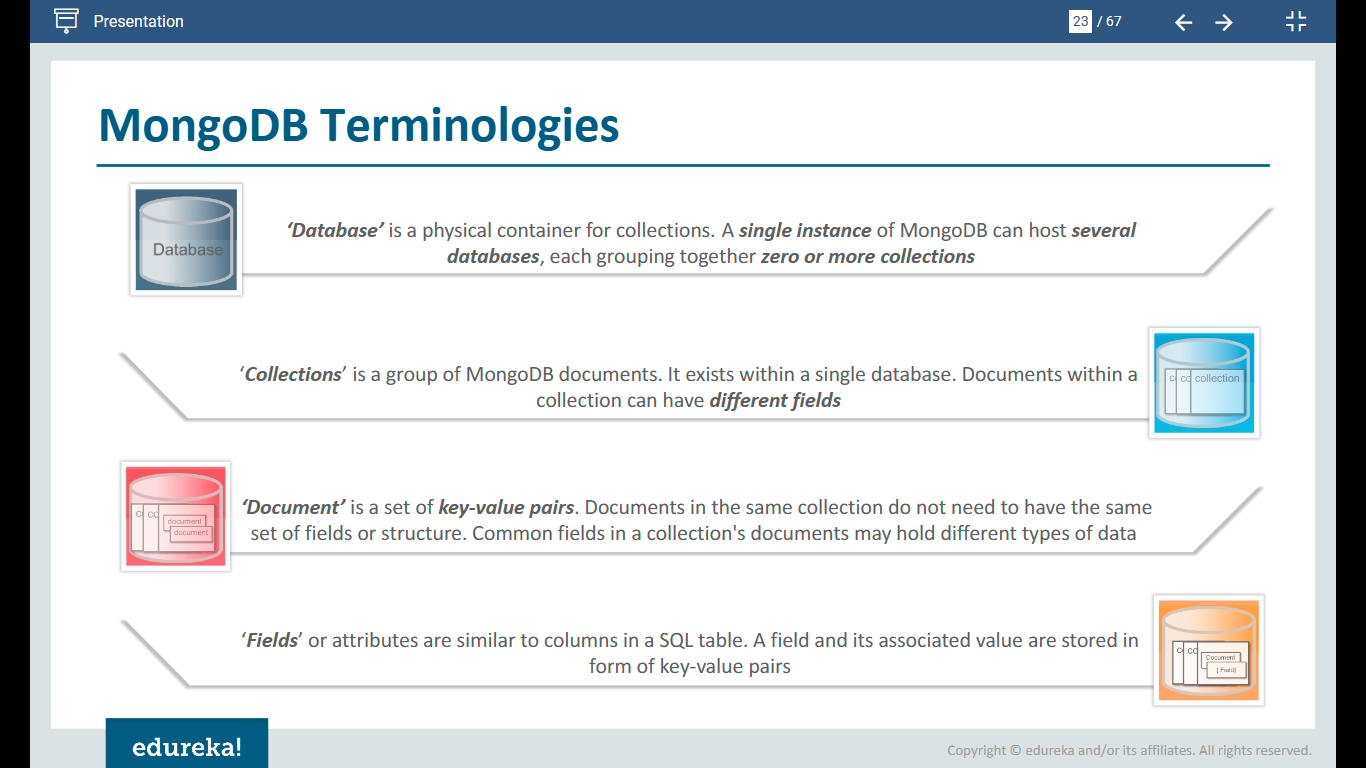 Presentation
23 / 67
MongoDB Terminologies
Database
‘Database’ is a physical container for collections. A single instance of MongoDB can host several
databases, each grouping together zero or more collections
‘Collections’ is a group of MongoDB documents. It exists within a single database. Documents within a
collection can have different fields
C CC collection
‘Document’ is a set of key-value pairs. Documents in the same collection do not need to have the same
set of fields or structure. Common fields in a collection's documents may hold different types of data
C CC document
document
‘Fields’ or attributes are similar to columns in a SQL table. A field and its associated value are stored in
form of key-value pairs
CC Document
{ Field}
edureka!
Copyright © edureka and/or its affiliates. All rights reserved.